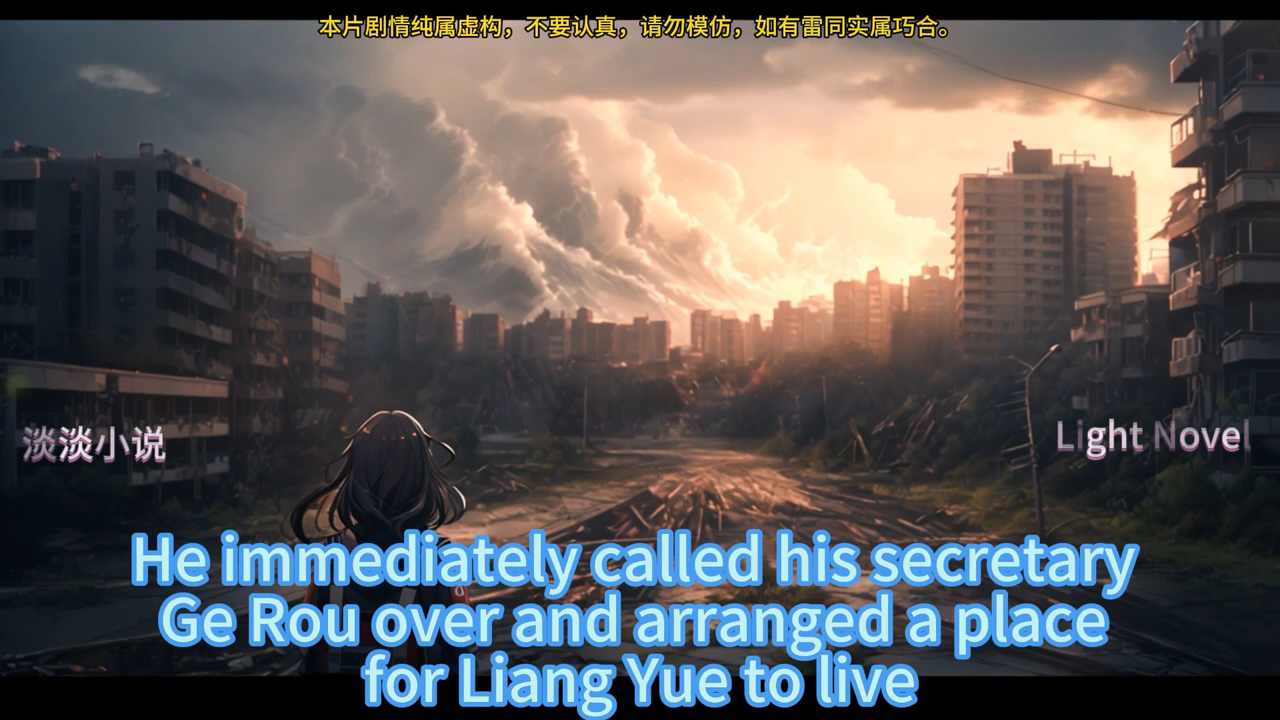 本片剧情纯属虚构，不要认真，请勿模仿，如有雷同实属巧合。
淡淡小说
Light Novel
He immediately called his secretary
Ge Rou over and arranged a place
for Liang Yue to live